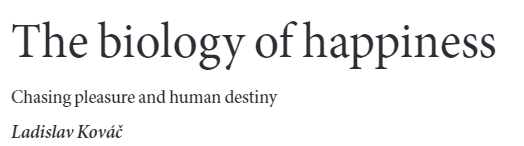 The biology of happiness
Chasing pleasure and human destiny
Ladislav Kováč